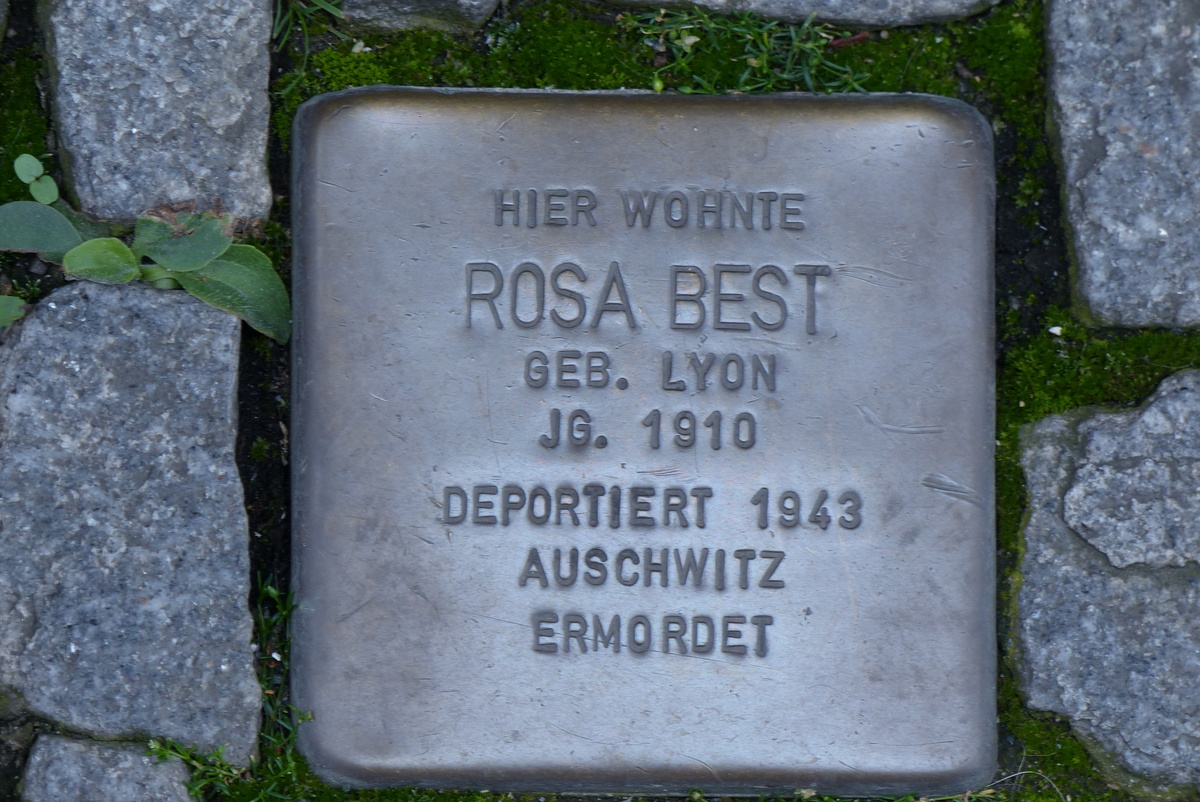 HIER WOHNTE
ROSA BEST
GEB. LYON
JG. 1910
DEPORTIERT 1943
AUSCHWITZ
ERMORDET